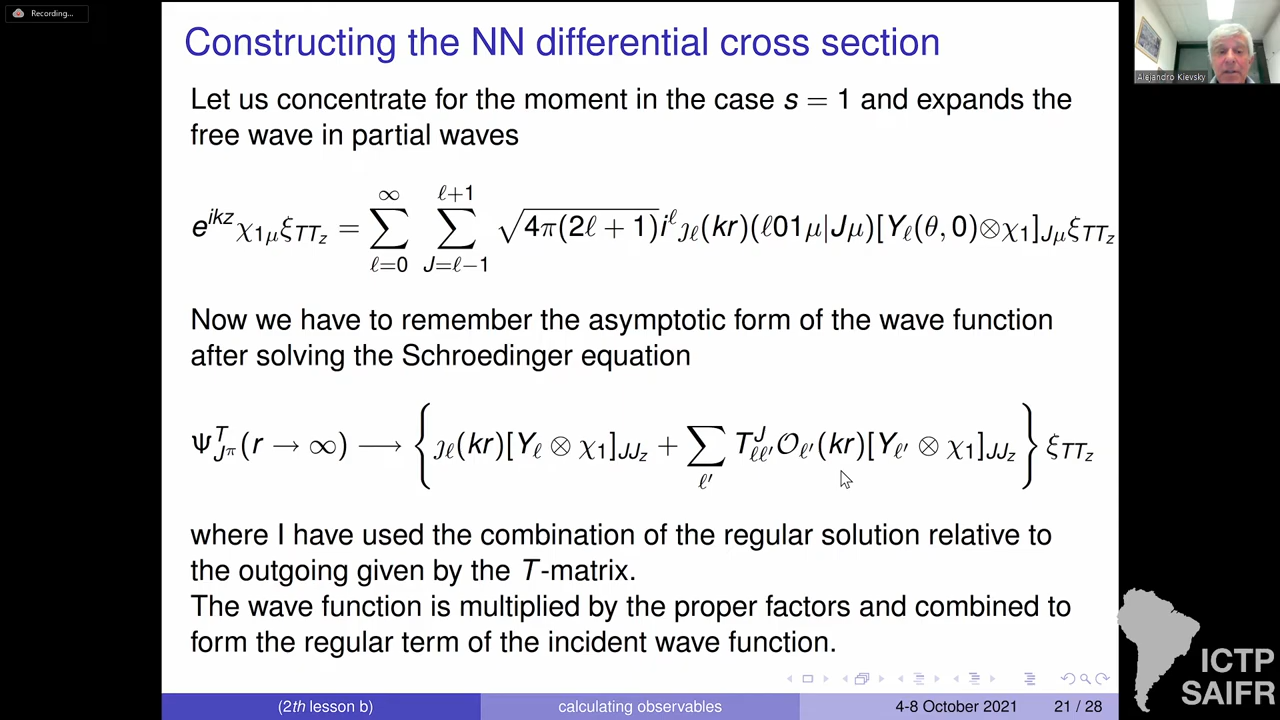 Recording...
Constructing the NN differential cross section
Alejandro Kievsky
Let us concentrate for the moment in the case s = 1 and expands the
free wave in partial waves
e^{ikz} χ_{1μ} ξ_{TT_z} = ∑_{ℓ=0}^{∞} ∑_{J=ℓ−1}^{ℓ+1} √(4π(2ℓ + 1)) i^ℓ ȷ_ℓ(kr)(ℓ01μ|Jμ)[Y_ℓ(θ, 0)⊗χ_1]_{Jμ} ξ_{TT_z}
Now we have to remember the asymptotic form of the wave function
after solving the Schroedinger equation
Ψ^T_{J^π}(r → ∞) ⟶ { ȷ_ℓ(kr)[Y_ℓ ⊗ χ_1]_{JJ_z} + ∑_{ℓ′} T^J_{ℓℓ′} O_{ℓ′}(kr)[Y_{ℓ′} ⊗ χ_1]_{JJ_z} } ξ_{TT_z}
where I have used the combination of the regular solution relative to
the outgoing given by the T-matrix.
The wave function is multiplied by the proper factors and combined to
form the regular term of the incident wave function.
ICTP
SAIFR
(2th lesson b) calculating observables 4-8 October 2021 21 / 28